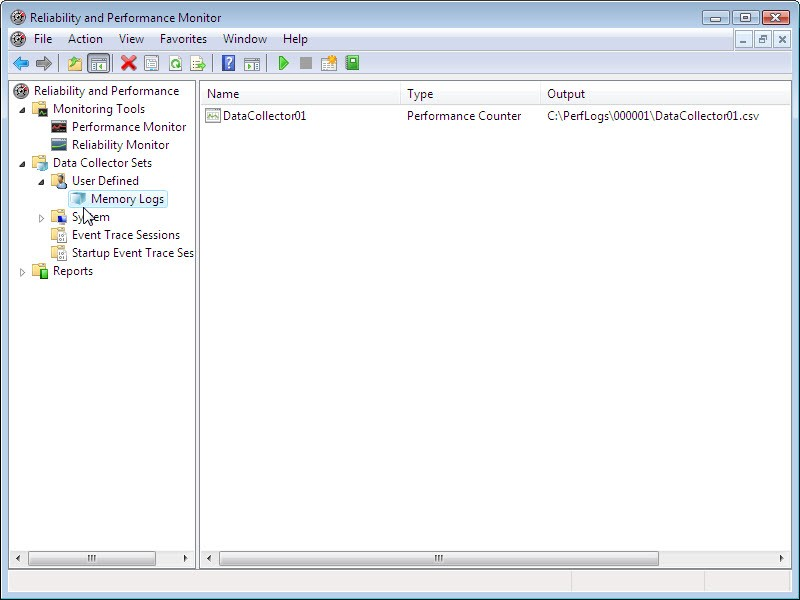 Reliability and Performance Monitor
File Action View Favorites Window Help
Reliability and Performance
Monitoring Tools
Performance Monitor
Reliability Monitor
Data Collector Sets
User Defined
Memory Logs
System
Event Trace Sessions
Startup Event Trace Ses
Reports
Name Type Output
DataCollector01 Performance Counter C:\PerfLogs\000001\DataCollector01.csv